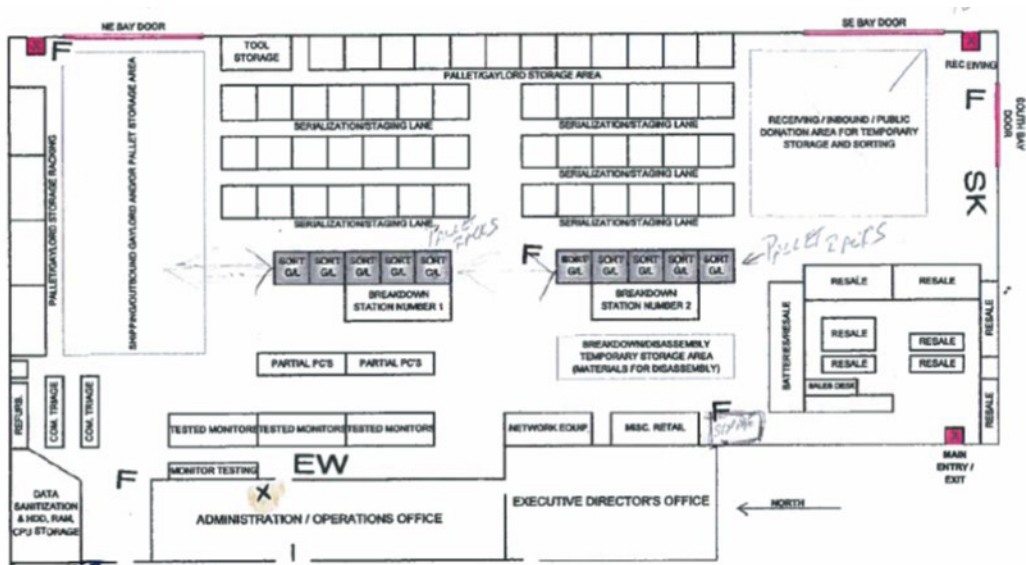 NE BAY DOOR
SE BAY DOOR
F
TOOL
STORAGE
PALLET/GAYLORD STORAGE AREA
RECEIVING
F
SOUTH BAY
DOOR
SK
PALLET/GAYLORD STORAGE RACKING
SHIPPING/OUTBOUND GAYLORD AND/OR PALLET STORAGE AREA
SERIALIZATION/STAGING LANE
SERIALIZATION/STAGING LANE
RECEIVING / INBOUND / PUBLIC
DONATION AREA FOR TEMPORARY
STORAGE AND SORTING
SERIALIZATION/STAGING LANE
SERIALIZATION/STAGING LANE
SERIALIZATION/STAGING LANE
SERIALIZATION/STAGING LANE
PALLET
F
PALLET
SORT G/L
SORT G/L
SORT G/L
SORT G/L
SORT G/L
SORT G/L
SORT G/L
SORT G/L
SORT G/L
SORT G/L
BREAKDOWN
STATION NUMBER 1
BREAKDOWN
STATION NUMBER 2
RESALE
RESALE
RESALE
BATTERIES/RESALE
RESALE
RESALE
RESALE
RESALE
SALES DESK
RESALE
BREAKDOWN/DISASSEMBLY
TEMPORARY STORAGE AREA
(MATERIALS FOR DISASSEMBLY)
PARTIAL PC'S
PARTIAL PC'S
REFURB.
COM. TRIAGE
COM. TRIAGE
TESTED MONITORS
TESTED MONITORS
TESTED MONITORS
NETWORK EQUIP.
MISC. RETAIL
F
X
MAIN
ENTRY /
EXIT
MONITOR TESTING
EW
F
X
DATA
SANITIZATION
& HDD, RAM,
CPU STORAGE
ADMINISTRATION / OPERATIONS OFFICE
EXECUTIVE DIRECTOR'S OFFICE
NORTH